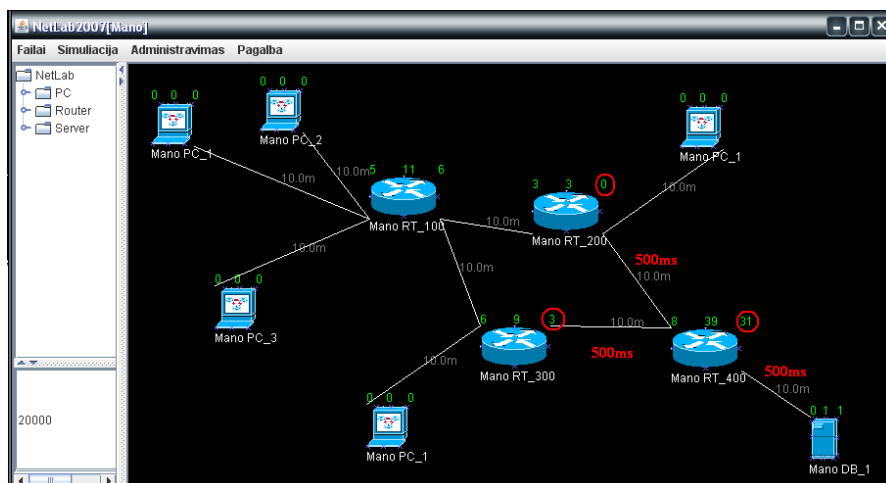 NetLab2007[Mano]
Failai Simuliacija Administravimas Pagalba
NetLab
PC
Router
Server
20000
0 0 0
Mano PC_1
0 0 0
Mano PC_2
0 0 0
Mano PC_1
10.0m
10.0m
10.0m
5 11 6
Mano RT_100
3 3 0
Mano RT_200
10.0m
10.0m
500ms
10.0m
0 0 0
Mano PC_3
10.0m
6 9 3
Mano RT_300
10.0m
500ms
8 39 31
Mano RT_400
500ms
10.0m
10.0m
0 0 0
Mano PC_1
0 1 1
Mano DB_1